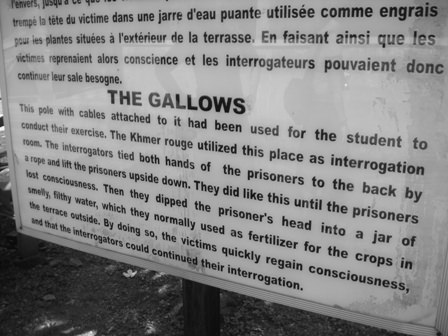 l'envers, jusqu'à ce que les
trempé la tête du victime dans une jarre d'eau puante utilisée comme engrais
pour les plantes situées à l'extérieur de la terrasse. En faisant ainsi que les
victimes reprenaient alors conscience et les interrogateurs pouvaient donc
continuer leur sale besogne.
THE GALLOWS
This pole with cables attached to it had been used for the student to
conduct their exercise. The Khmer rouge utilized this place as interrogation
room. The interrogators tied both hands of the prisoners to the back by
a rope and lift the prisoners upside down. They did like this until the prisoners
lost consciousness. Then they dipped the prisoner's head into a jar of
smelly, filthy water, which they normally used as fertilizer for the crops in
the terrace outside. By doing so, the victims quickly regain consciousness,
and that the interrogators could continued their interrogation.